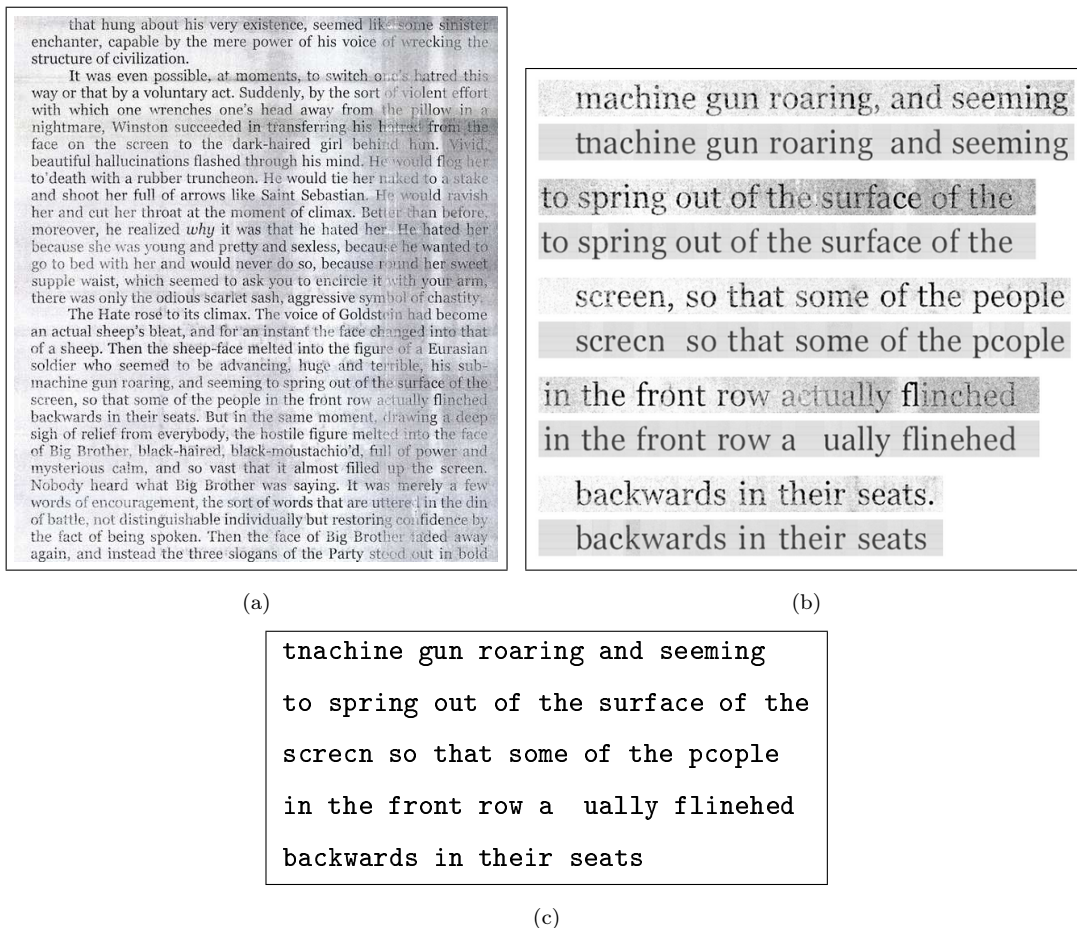 that hung about his very existence, seemed like some sinister
enchanter, capable by the mere power of his voice of wrecking the
structure of civilization.
It was even possible, at moments, to switch one's hatred this
way or that by a voluntary act. Suddenly, by the sort of violent effort
with which one wrenches one's head away from the pillow in a
nightmare, Winston succeeded in transferring his hatred from the
face on the screen to the dark-haired girl behind him. Vivid,
beautiful hallucinations flashed through his mind. He would flog her
to death with a rubber truncheon. He would tie her naked to a stake
and shoot her full of arrows like Saint Sebastian. He would ravish
her and cut her throat at the moment of climax. Better than before,
moreover, he realized why it was that he hated her. He hated her
because she was young and pretty and sexless, because he wanted to
go to bed with her and would never do so, because round her sweet
supple waist, which seemed to ask you to encircle it with your arm,
there was only the odious scarlet sash, aggressive symbol of chastity.
The Hate rose to its climax. The voice of Goldstein had become
an actual sheep's bleat, and for an instant the face changed into that
of a sheep. Then the sheep-face melted into the figure of a Eurasian
soldier who seemed to be advancing, huge and terrible, his sub-
machine gun roaring, and seeming to spring out of the surface of the
screen, so that some of the people in the front row actually flinched
backwards in their seats. But in the same moment, drawing a deep
sigh of relief from everybody, the hostile figure melted into the face
of Big Brother, black-haired, black-moustachio'd, full of power and
mysterious calm, and so vast that it almost filled up the screen.
Nobody heard what Big Brother was saying. It was merely a few
words of encouragement, the sort of words that are uttered in the din
of battle, not distinguishable individually but restoring confidence by
the fact of being spoken. Then the face of Big Brother faded away
again, and instead the three slogans of the Party stood out in bold
(a)
machine gun roaring, and seeming
tnachine gun roaring and seeming
to spring out of the surface of the
to spring out of the surface of the
screen, so that some of the people
screcn so that some of the pcople
in the front row actually flinched
in the front row a ually flinehed
backwards in their seats.
backwards in their seats
(b)
tnachine gun roaring and seeming
to spring out of the surface of the
screcn so that some of the pcople
in the front row a ually flinehed
backwards in their seats
(c)